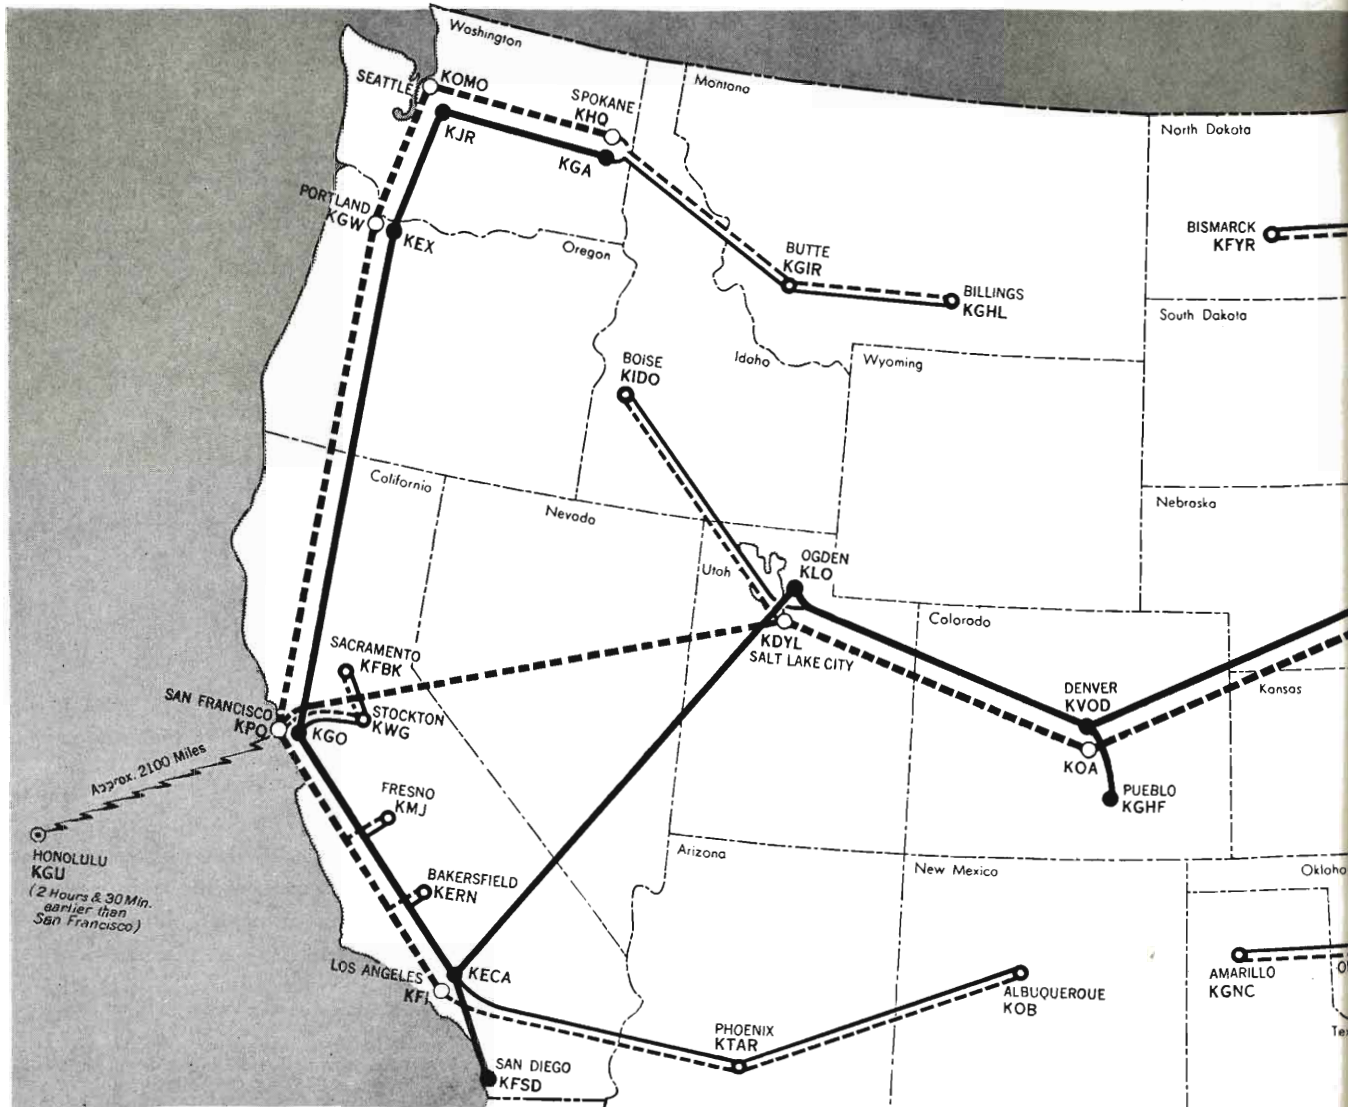 Washington
SEATTLE
KOMO
SPOKANE
KHQ
Montana
KJR
KGA
North Dakota
PORTLAND
KGW
KEX
Oregon
BUTTE
KGIR
BISMARCK
KFYR
BILLINGS
KGHL
South Dakota
BOISE
KIDO
Idaho
Wyoming
California
Nevada
Nebraska
Utah
OGDEN
KLO
Colorado
KDYL
SALT LAKE CITY
SACRAMENTO
KFBK
SAN FRANCISCO
KPO
KGO
STOCKTON
KWG
DENVER
KVOD
Kansas
KOA
PUEBLO
KGHF
Approx. 2100 Miles
FRESNO
KMJ
HONOLULU
KGU
(2 Hours & 30 Min.
earlier than
San Francisco)
BAKERSFIELD
KERN
Arizona
New Mexico
Okloho
LOS ANGELES
KFI
KECA
ALBUQUERQUE
KOB
AMARILLO
KGNC
PHOENIX
KTAR
SAN DIEGO
KFSD